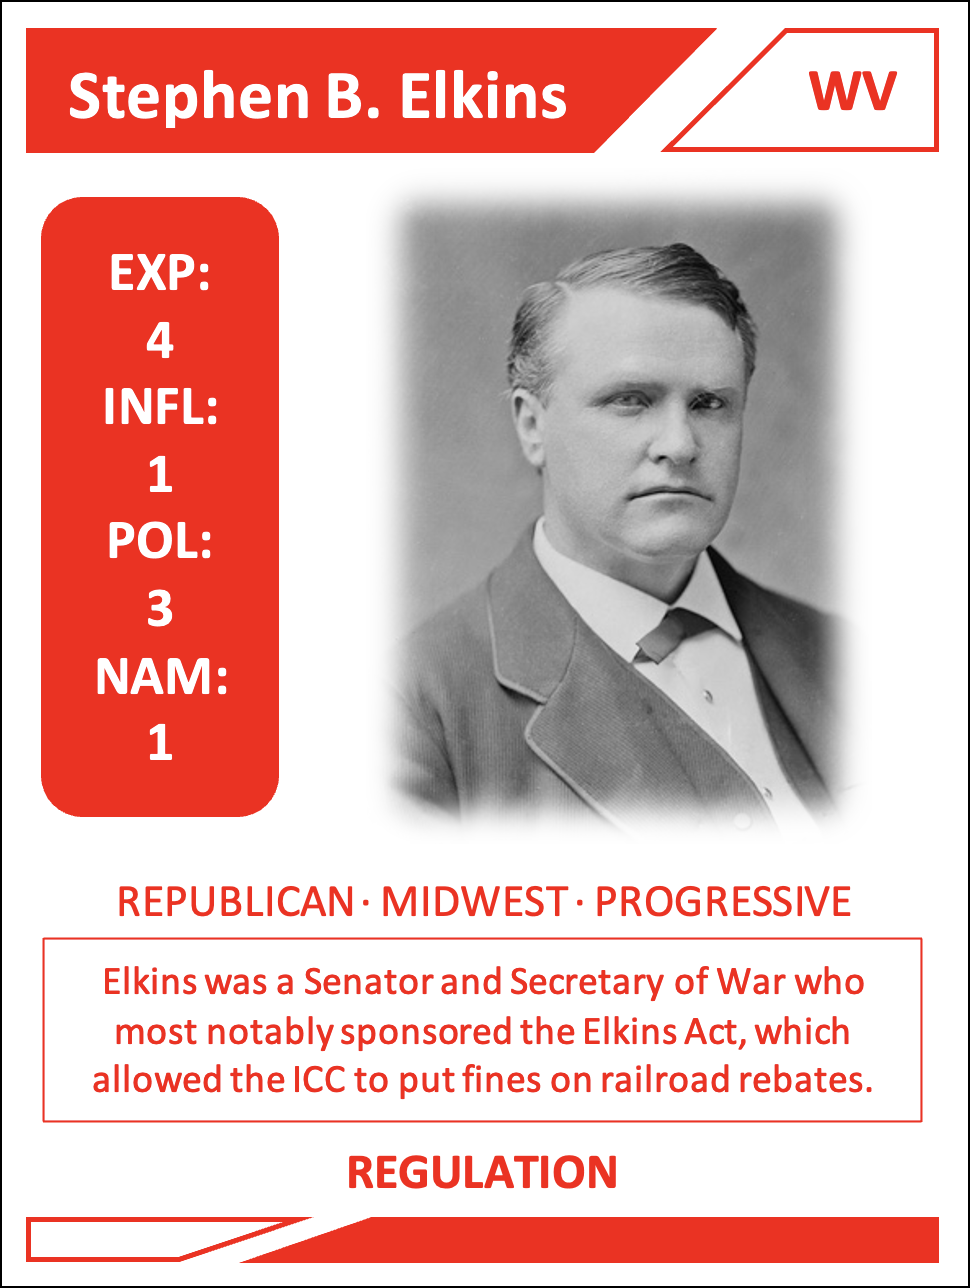 Stephen B. Elkins
WV
EXP:
4
INFL:
1
POL:
3
NAM:
1
REPUBLICAN · MIDWEST · PROGRESSIVE
Elkins was a Senator and Secretary of War who
most notably sponsored the Elkins Act, which
allowed the ICC to put fines on railroad rebates.
REGULATION